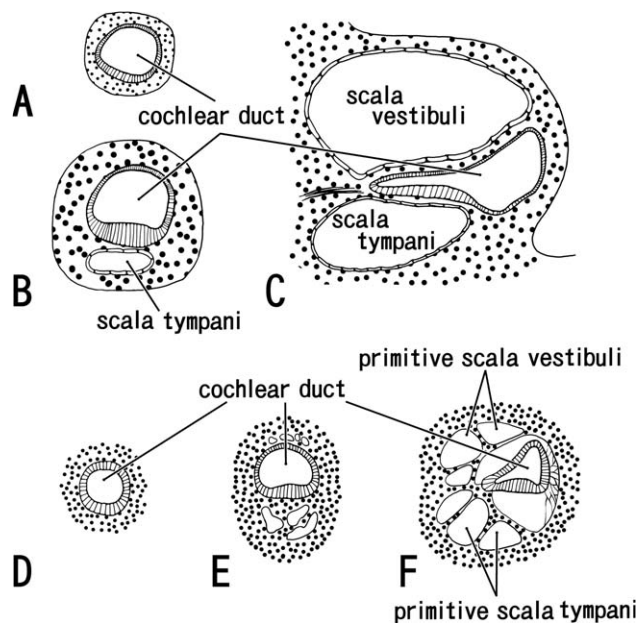 A
cochlear duct
B
scala tympani
scala
vestibuli
scala
tympani
C
primitive scala vestibuli
cochlear duct
D
E
F
primitive scala tympani